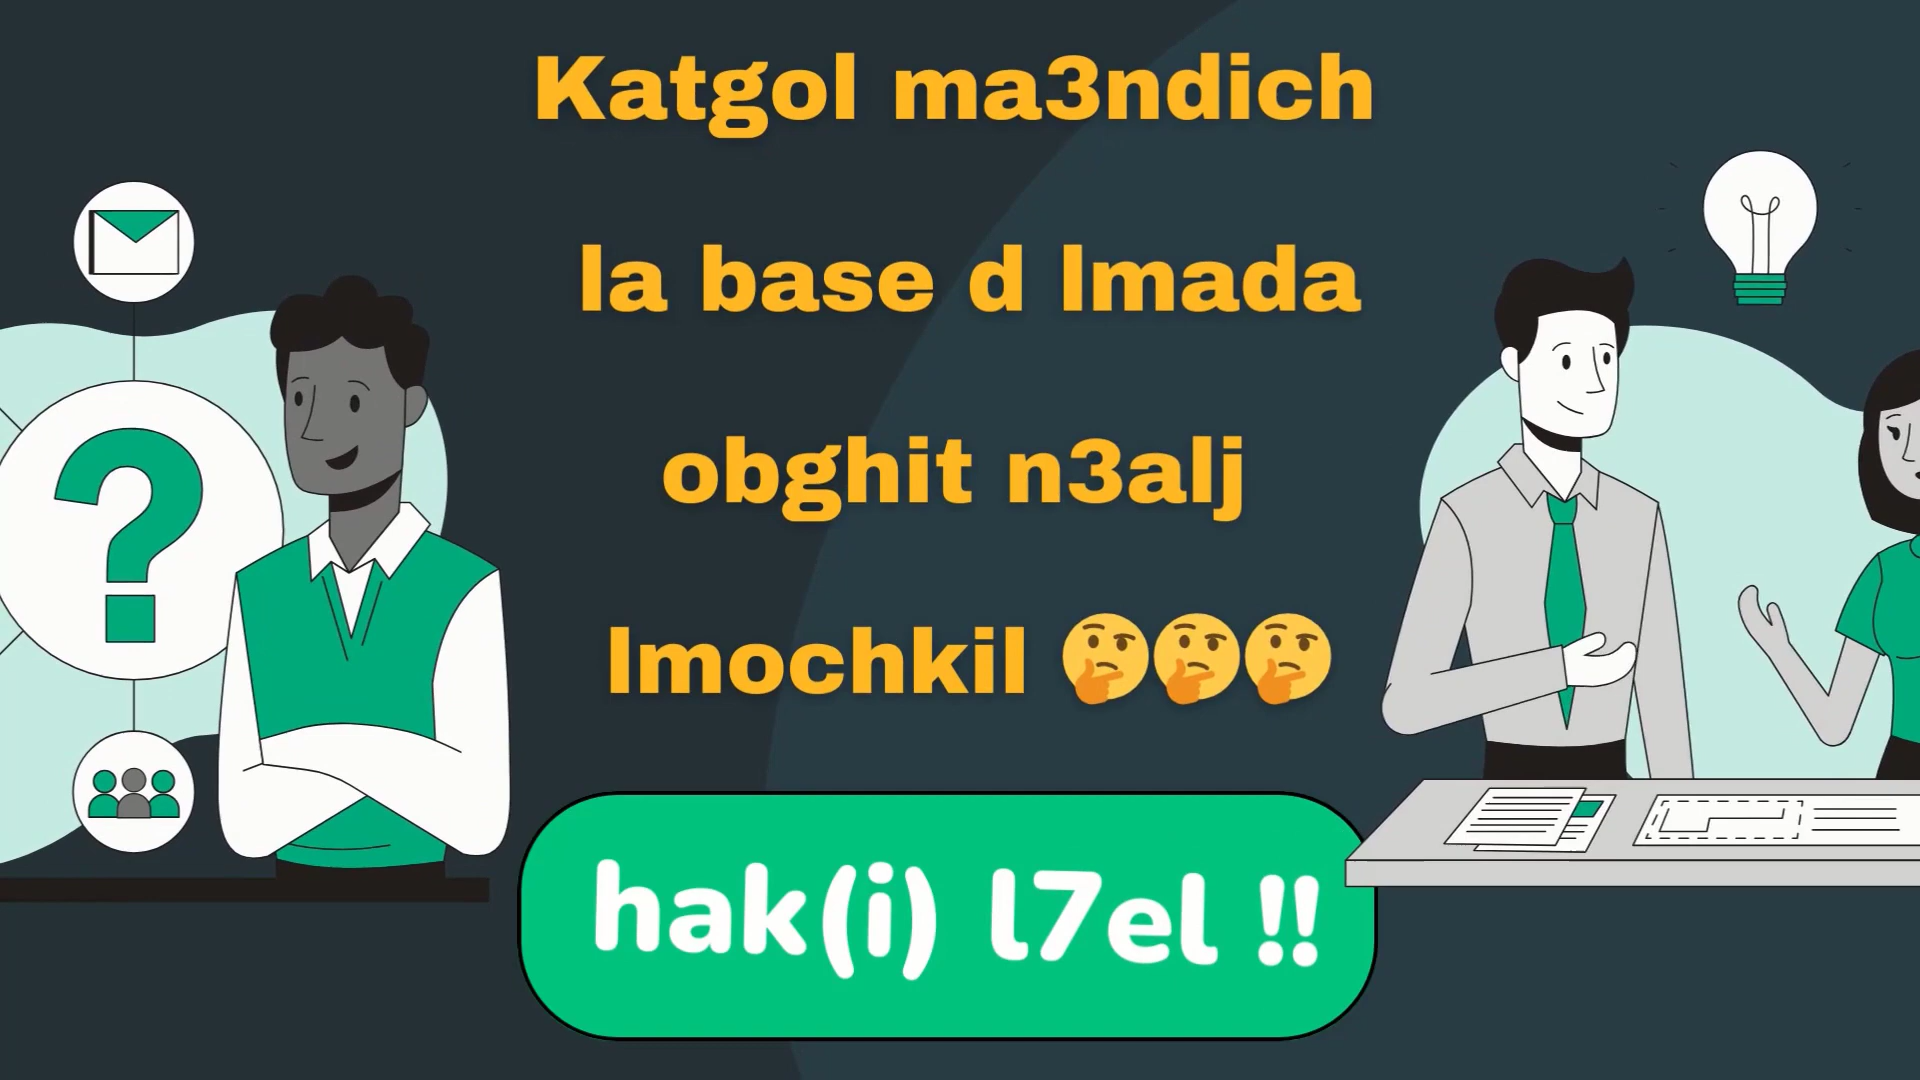 Katgol ma3ndich
la base d lmada
obghit n3alj
lmochkil 🤔🤔🤔
hak(i) l7el !!